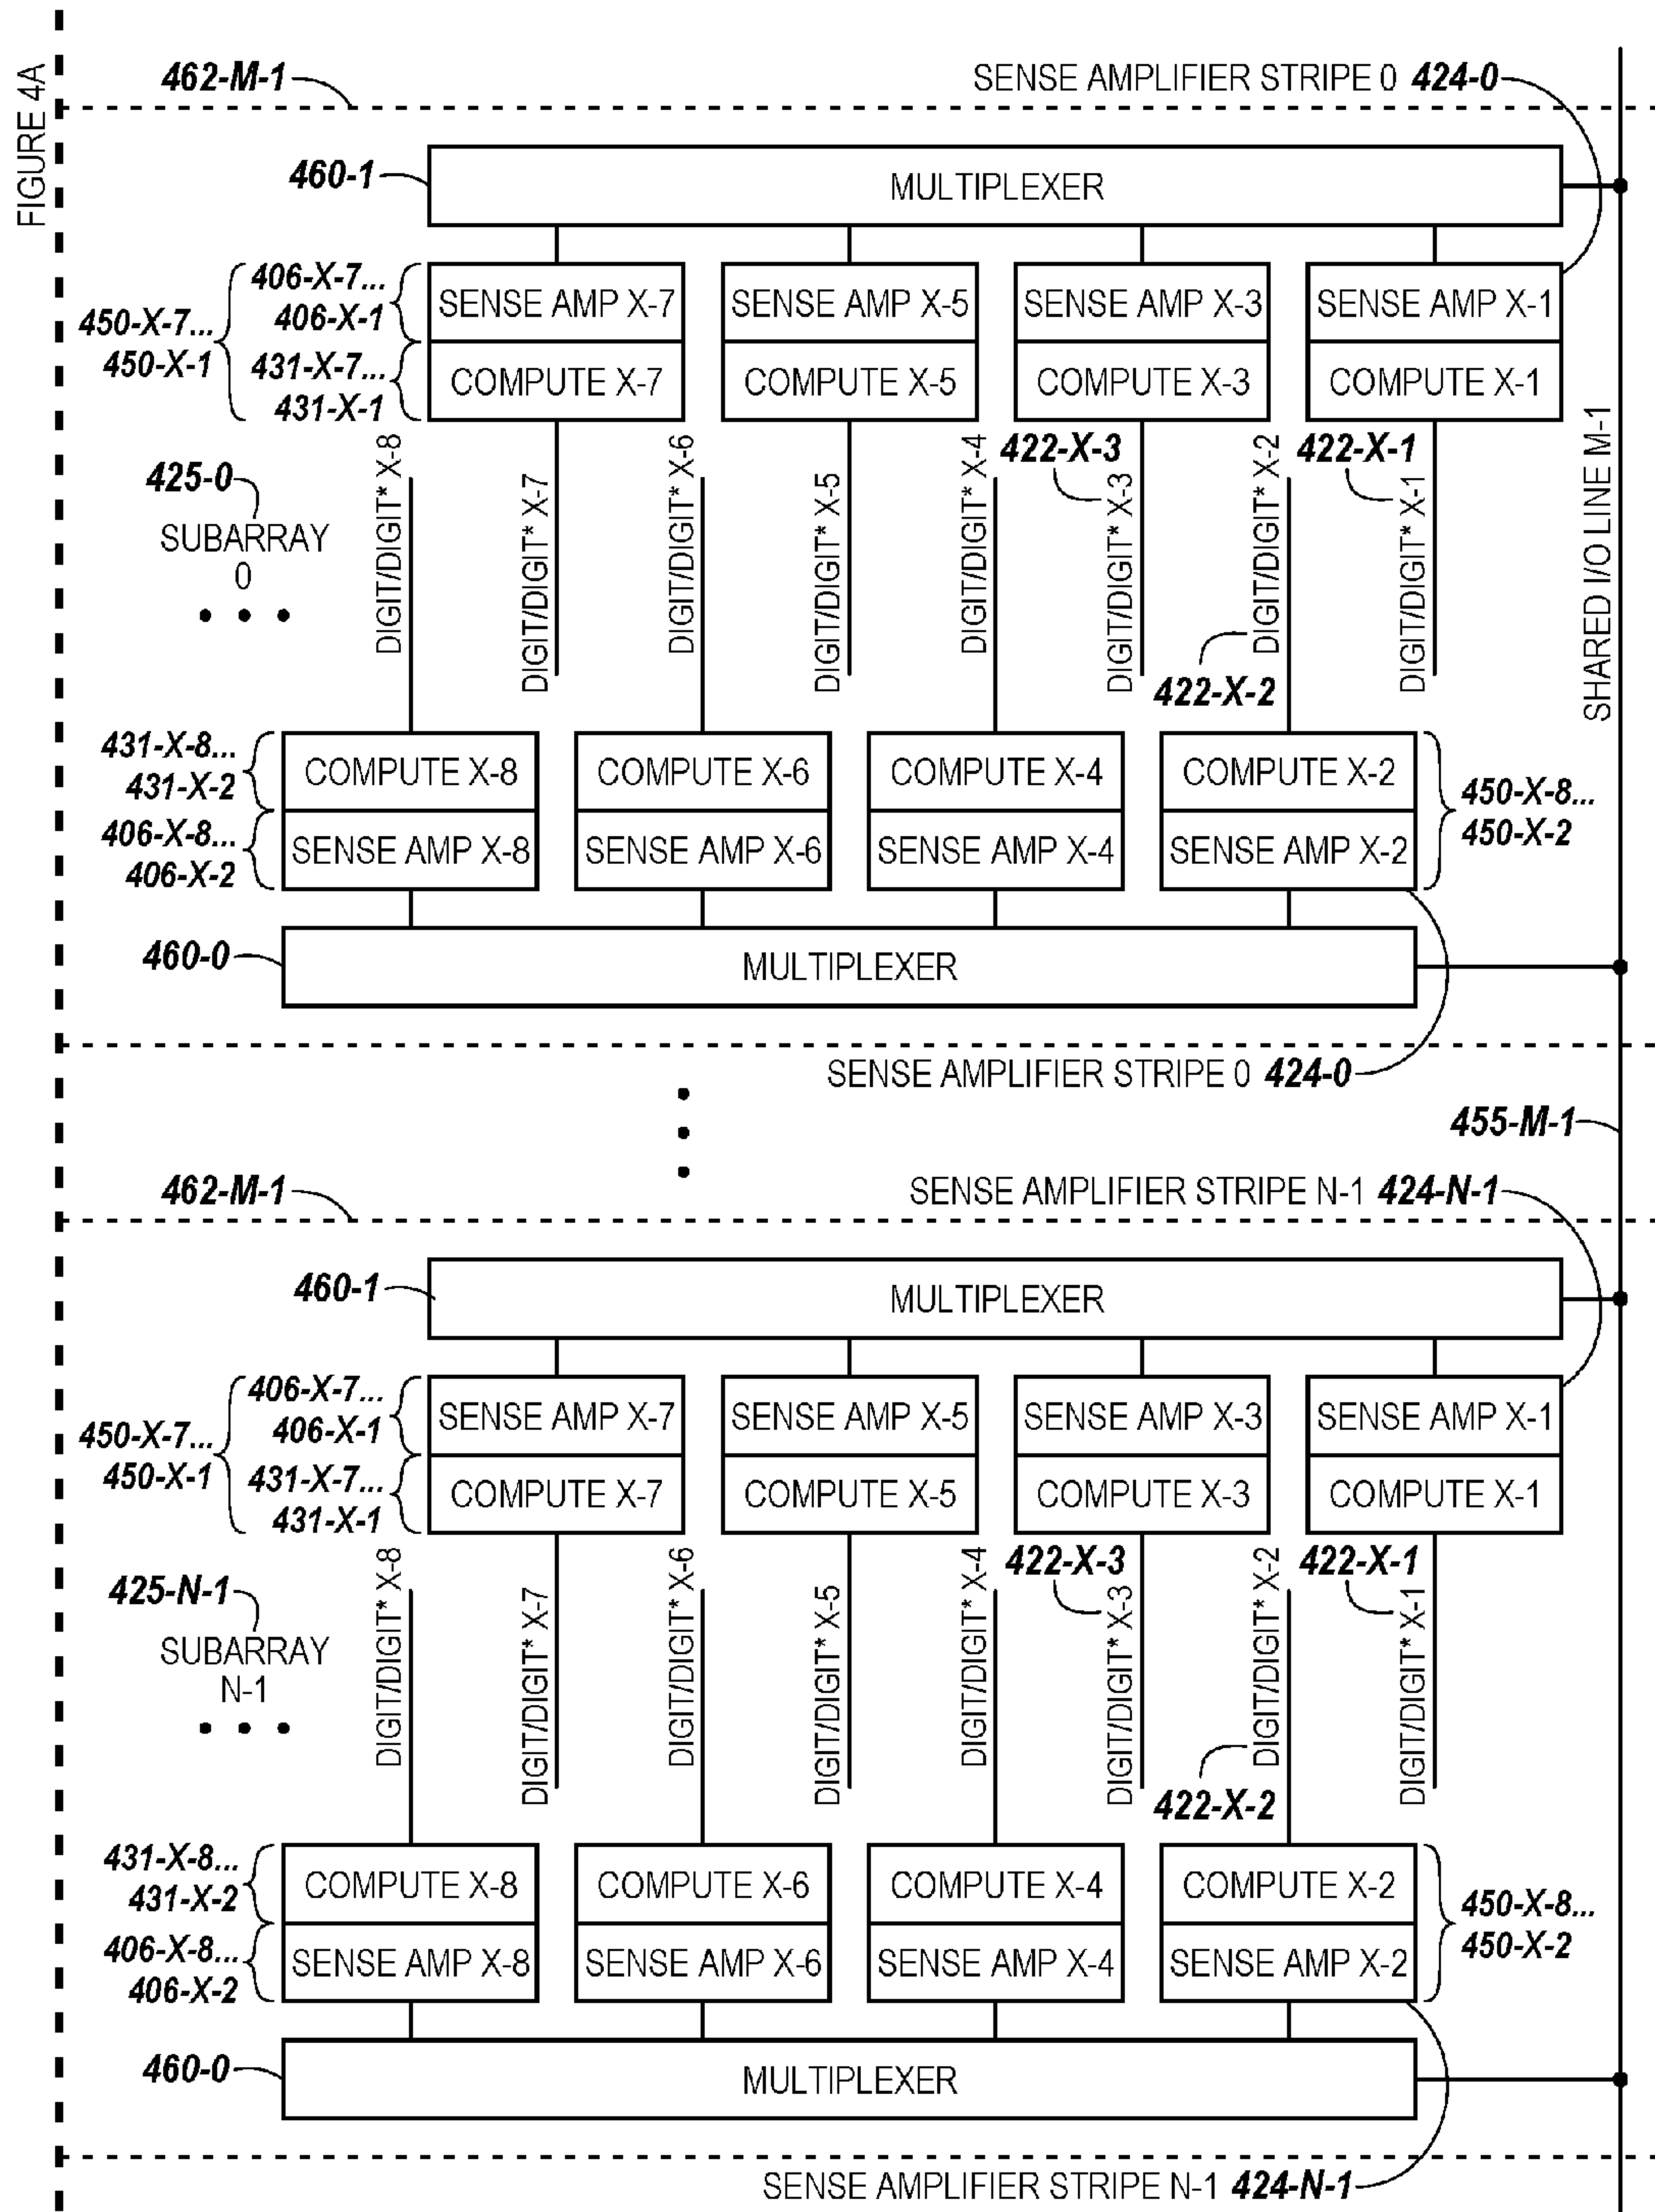 FIGURE 4A
462-M-1
SENSE AMPLIFIER STRIPE 0 424-0
460-1
MULTIPLEXER
450-X-7...
450-X-1
406-X-7...
406-X-1
431-X-7...
431-X-1
SENSE AMP X-7
SENSE AMP X-5
SENSE AMP X-3
SENSE AMP X-1
COMPUTE X-7
COMPUTE X-5
COMPUTE X-3
COMPUTE X-1
425-0
SUBARRAY
0
• • •
DIGIT/DIGIT* X-8
DIGIT/DIGIT* X-7
DIGIT/DIGIT* X-6
DIGIT/DIGIT* X-5
DIGIT/DIGIT* X-4
422-X-3
DIGIT/DIGIT* X-3
DIGIT/DIGIT* X-2
422-X-2
422-X-1
DIGIT/DIGIT* X-1
SHARED I/O LINE M-1
431-X-8...
431-X-2
406-X-8...
406-X-2
COMPUTE X-8
COMPUTE X-6
COMPUTE X-4
COMPUTE X-2
SENSE AMP X-8
SENSE AMP X-6
SENSE AMP X-4
SENSE AMP X-2
450-X-8...
450-X-2
460-0
MULTIPLEXER
SENSE AMPLIFIER STRIPE 0 424-0
455-M-1
462-M-1
SENSE AMPLIFIER STRIPE N-1 424-N-1
460-1
MULTIPLEXER
450-X-7...
450-X-1
406-X-7...
406-X-1
431-X-7...
431-X-1
SENSE AMP X-7
SENSE AMP X-5
SENSE AMP X-3
SENSE AMP X-1
COMPUTE X-7
COMPUTE X-5
COMPUTE X-3
COMPUTE X-1
425-N-1
SUBARRAY
N-1
• • •
DIGIT/DIGIT* X-8
DIGIT/DIGIT* X-7
DIGIT/DIGIT* X-6
DIGIT/DIGIT* X-5
DIGIT/DIGIT* X-4
422-X-3
DIGIT/DIGIT* X-3
DIGIT/DIGIT* X-2
422-X-2
422-X-1
DIGIT/DIGIT* X-1
431-X-8...
431-X-2
406-X-8...
406-X-2
COMPUTE X-8
COMPUTE X-6
COMPUTE X-4
COMPUTE X-2
SENSE AMP X-8
SENSE AMP X-6
SENSE AMP X-4
SENSE AMP X-2
450-X-8...
450-X-2
460-0
MULTIPLEXER
SENSE AMPLIFIER STRIPE N-1 424-N-1